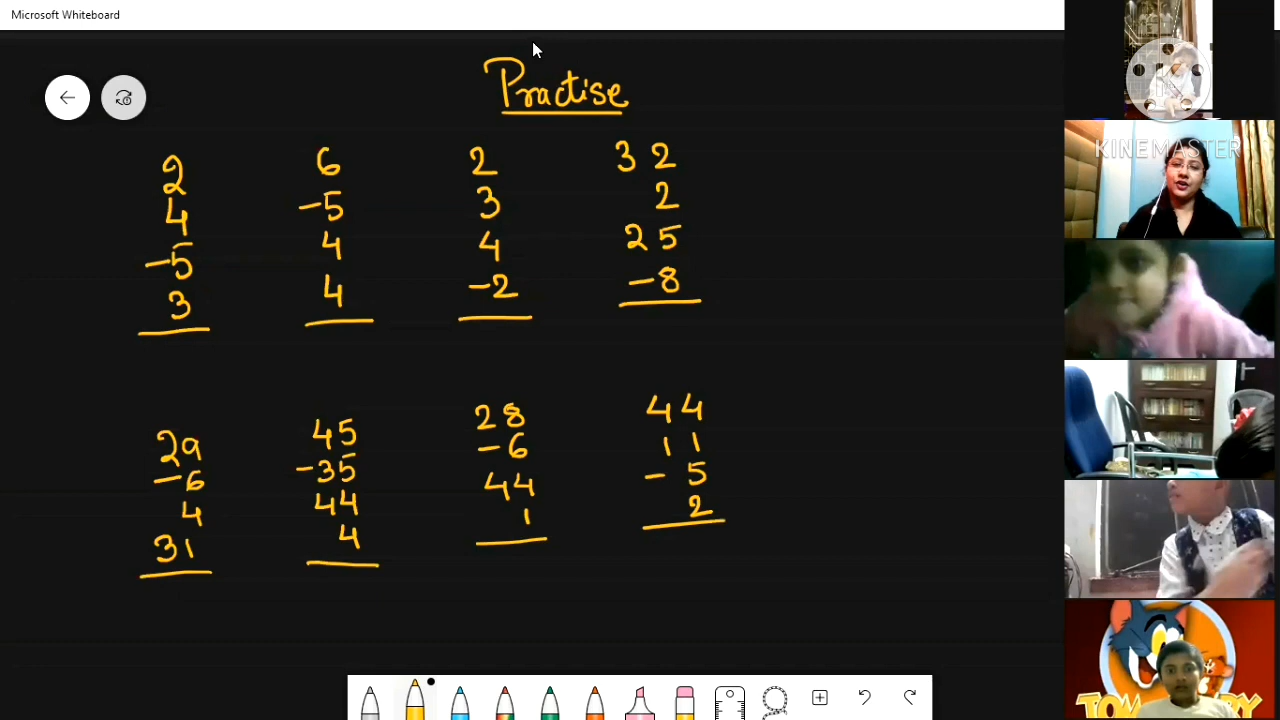 Microsoft Whiteboard
Practise
2 6 2 32
4 -5 3 2
-5 4 4 25
3 4 -2 -8
29 45 28 44
-6 -35 -6 11
4 44 44 -5
31 4 1 2
KINEMASTER
TOM